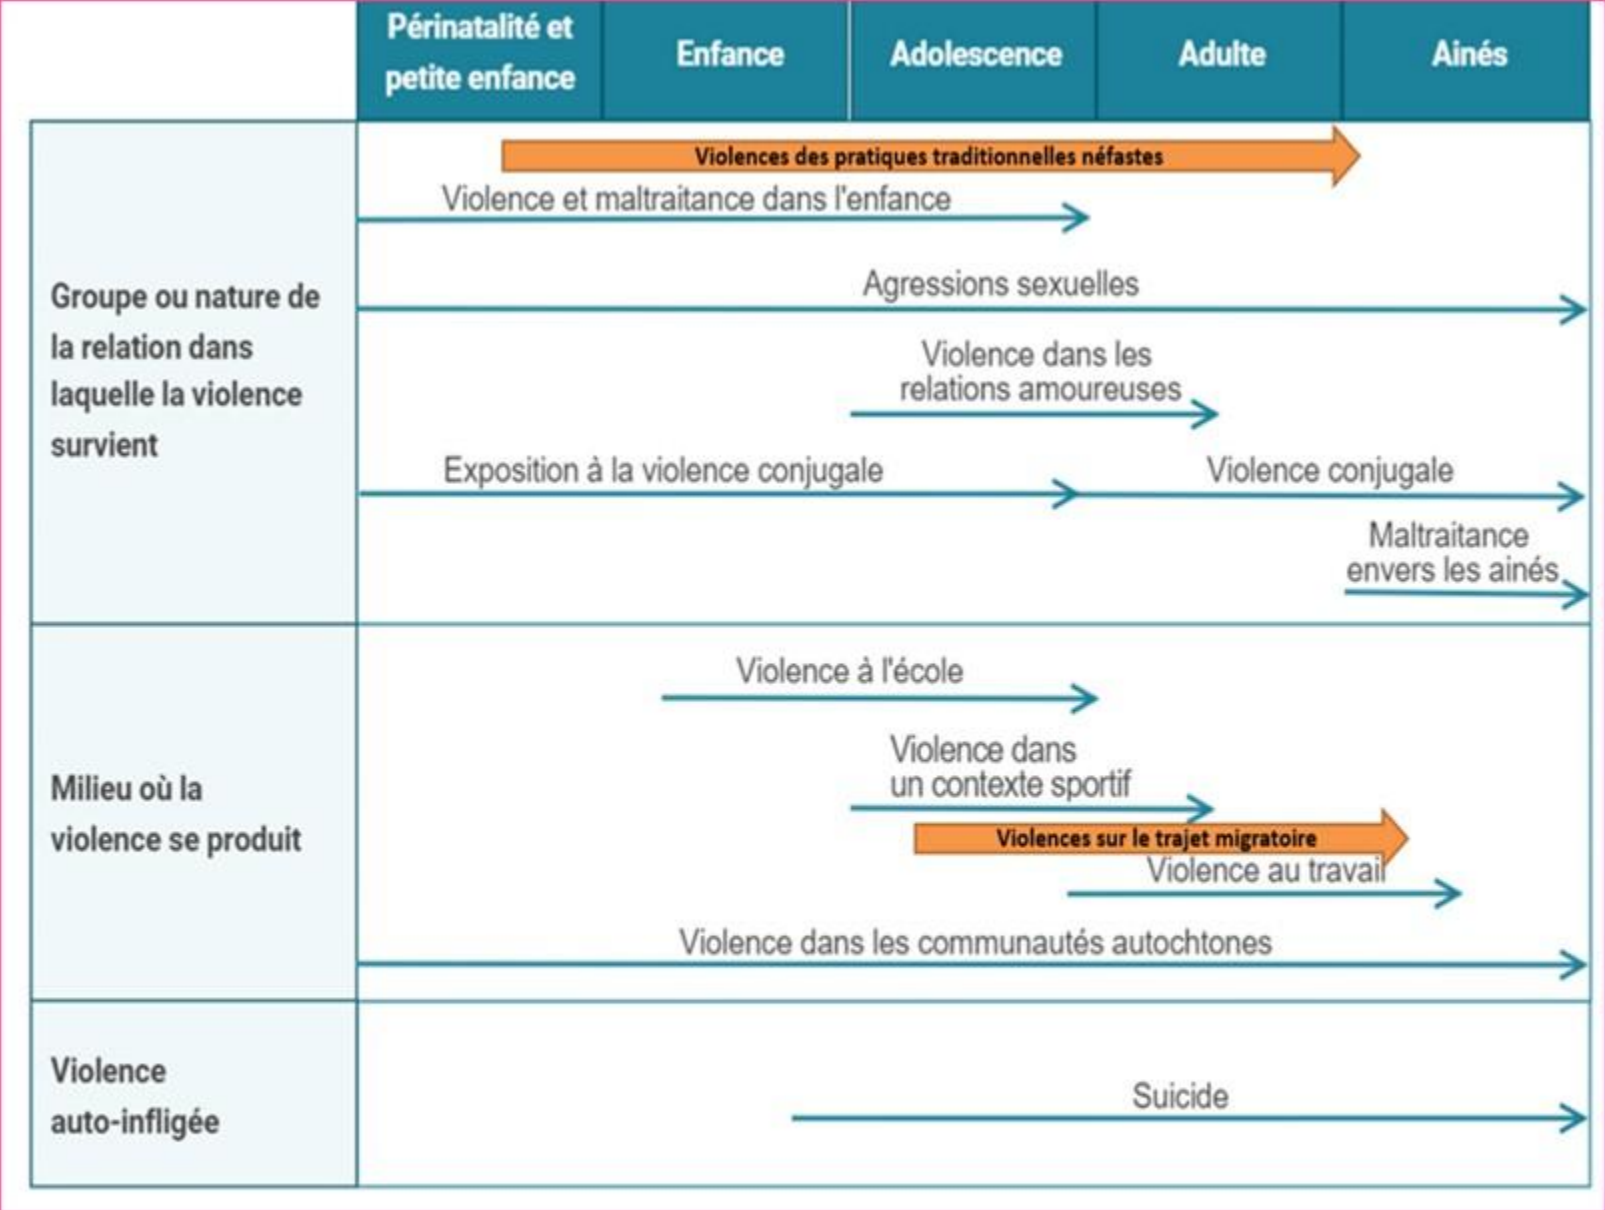 Périnatalité et
petite enfance
Enfance
Adolescence
Adulte
Ainés
Groupe ou nature de
la relation dans
laquelle la violence
survient
Violences des pratiques traditionnelles néfastes
Violence et maltraitance dans l'enfance
Agressions sexuelles
Violence dans les
relations amoureuses
Exposition à la violence conjugale
Violence conjugale
Maltraitance
envers les ainés
Milieu où la
violence se produit
Violence à l'école
Violence dans
un contexte sportif
Violences sur le trajet migratoire
Violence au travail
Violence dans les communautés autochtones
Violence
auto-infligée
Suicide